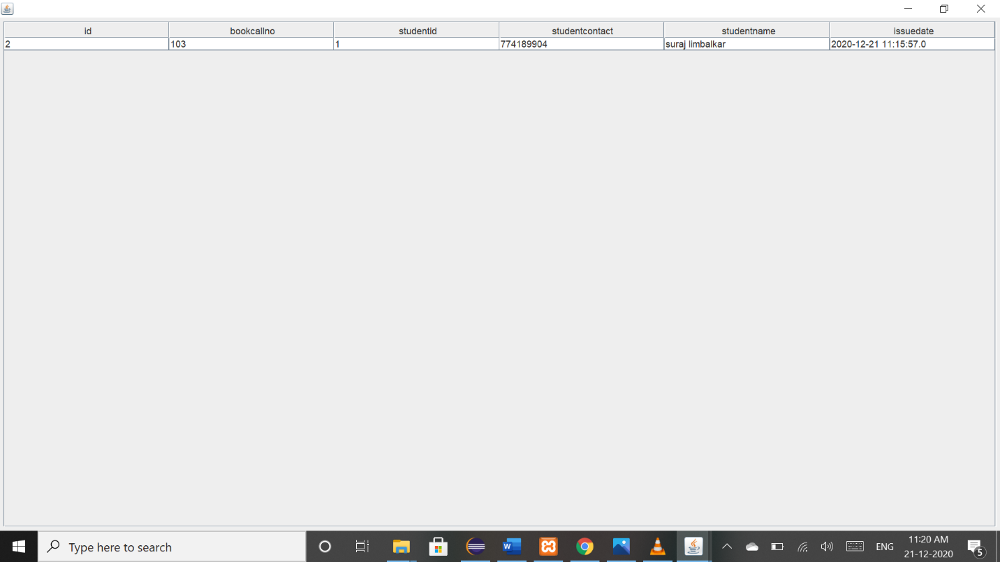 id bookcallno studentid studentcontact studentname issuedate
2 103 1 774189904 suraj limbalkar 2020-12-21 11:15:57.0
Type here to search
W
ENG
11:20 AM
21-12-2020
5